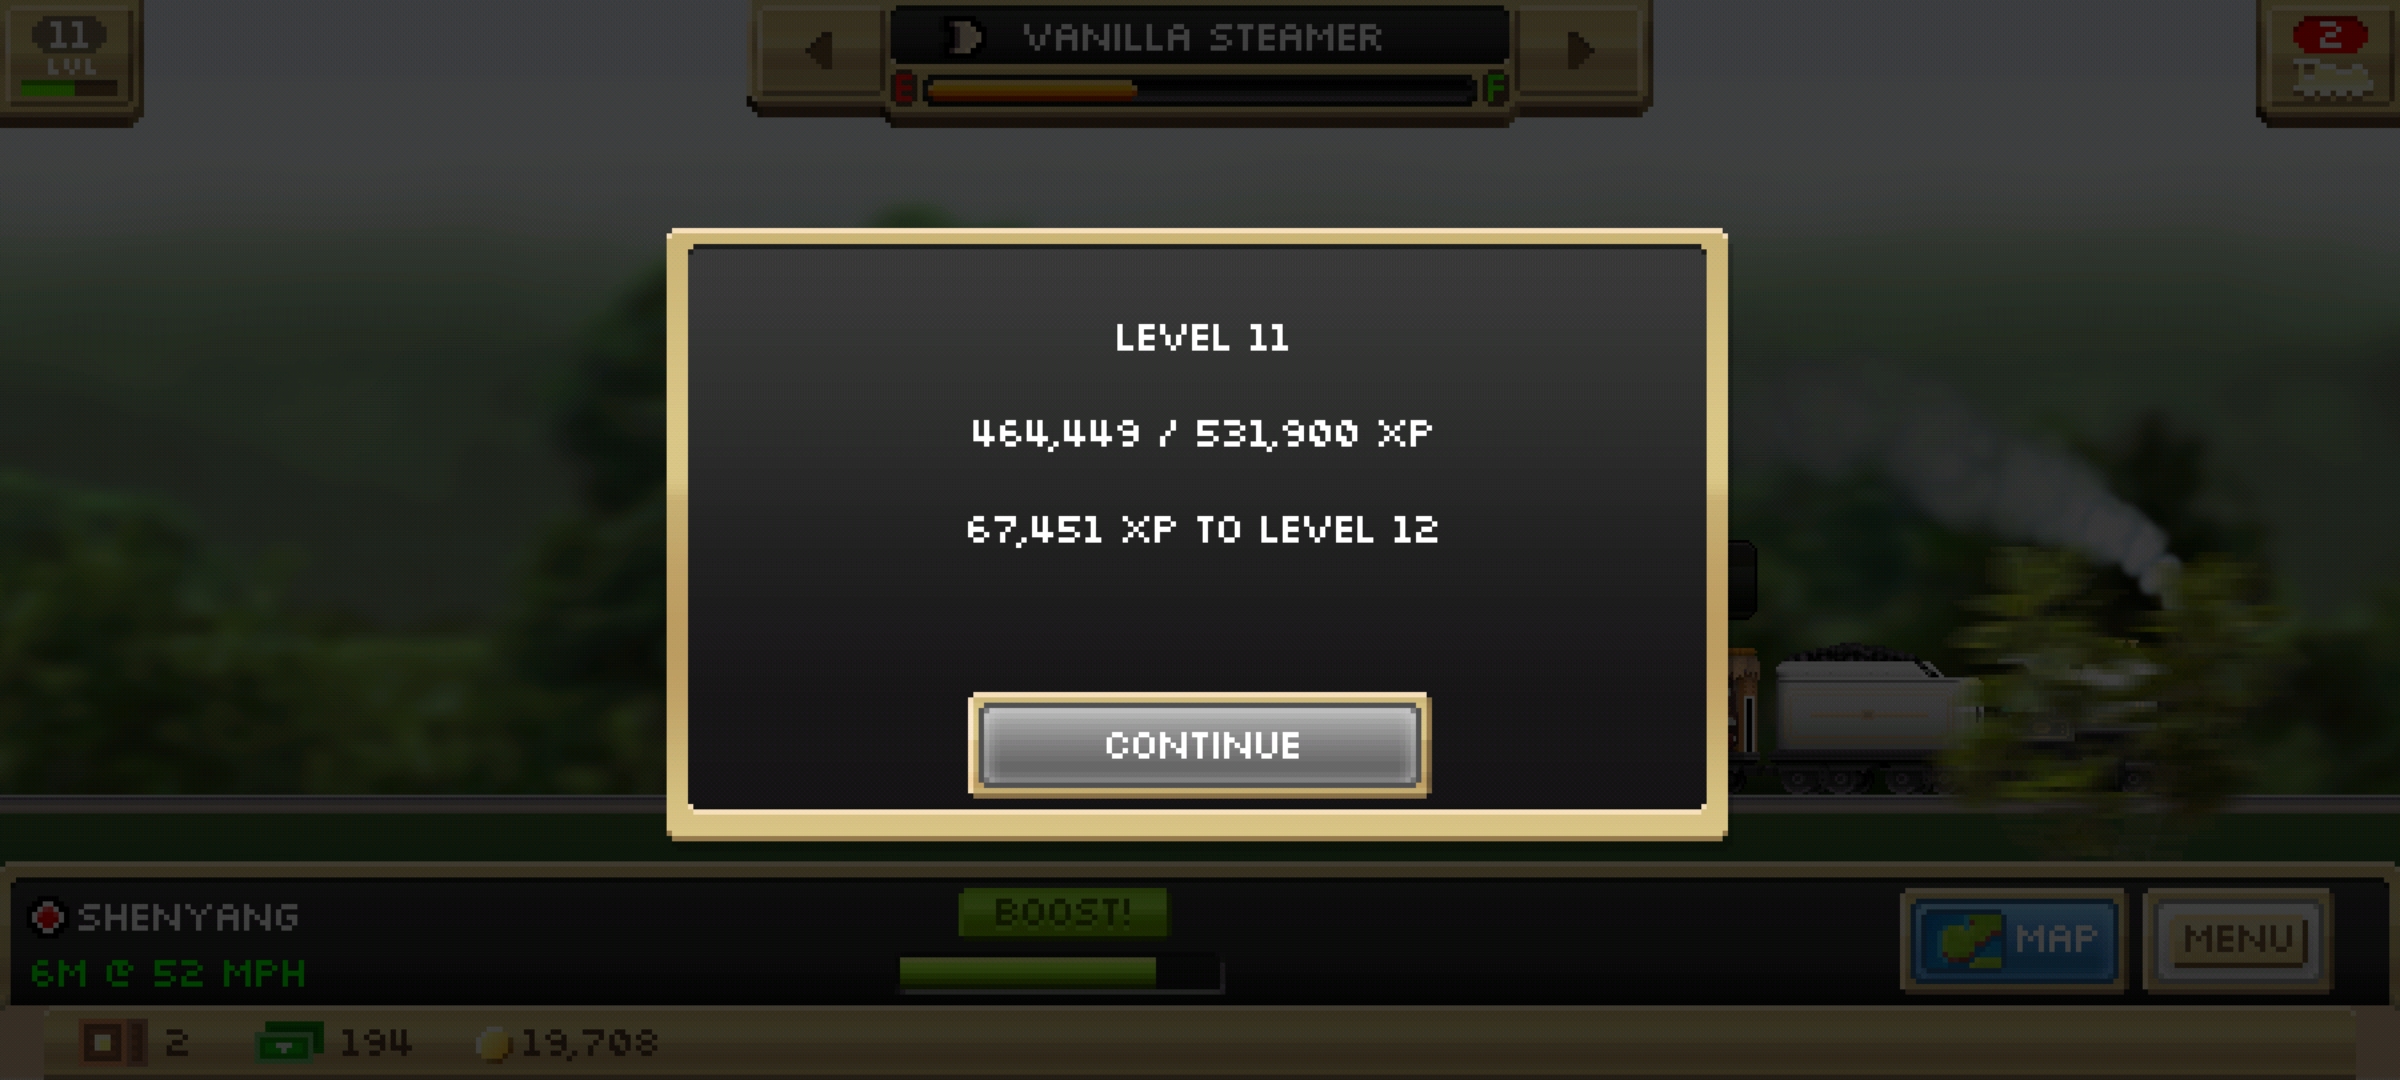 11
LVL
VANILLA STEAMER
E F
2
LEVEL 11
464,449 / 531,900 XP
67,451 XP TO LEVEL 12
CONTINUE
SHENYANG
6M @ 52 MPH
BOOST!
MAP
MENU
2 194 19,708